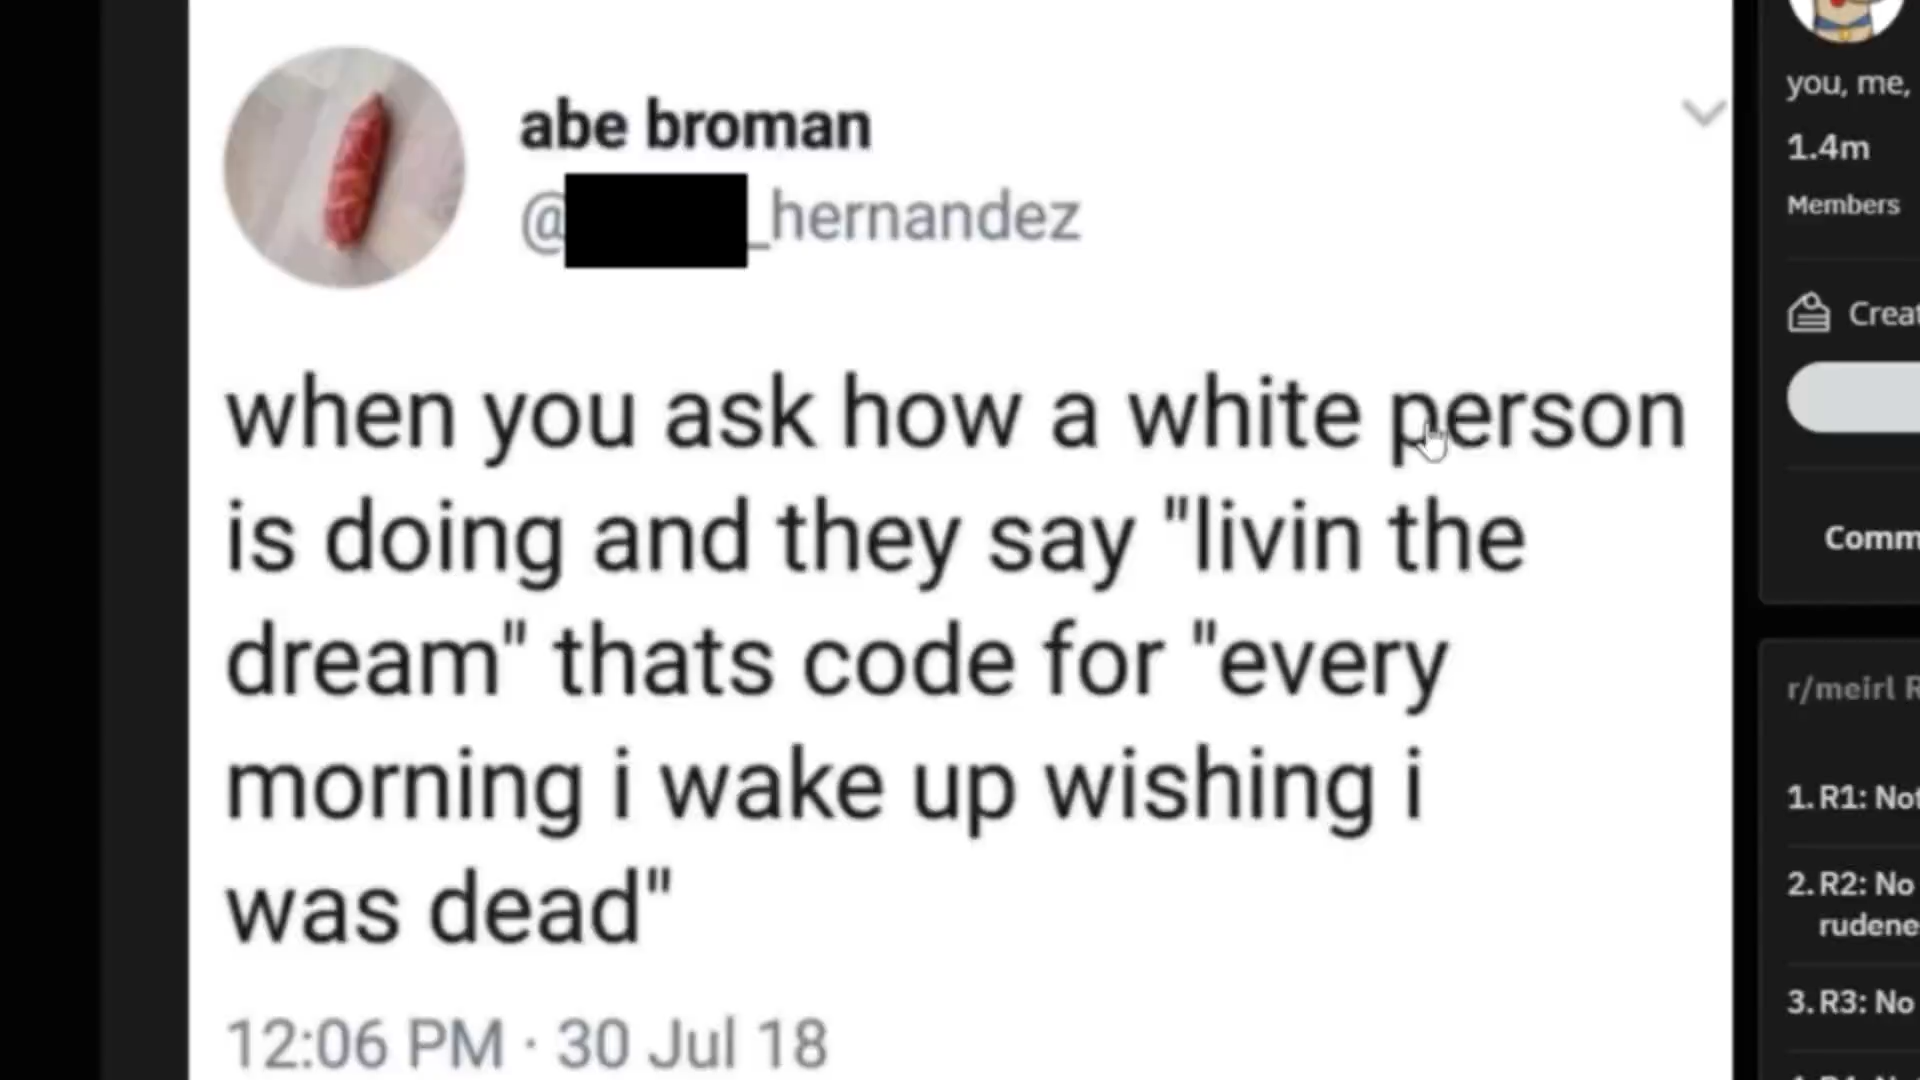 abe broman
@ _hernandez
when you ask how a white person
is doing and they say "livin the
dream" thats code for "every
morning i wake up wishing i
was dead"
12:06 PM · 30 Jul 18
you, me,
1.4m
Members
Creat
Comm
r/meirl R
1. R1: Not
2. R2: No
rudene
3. R3: No